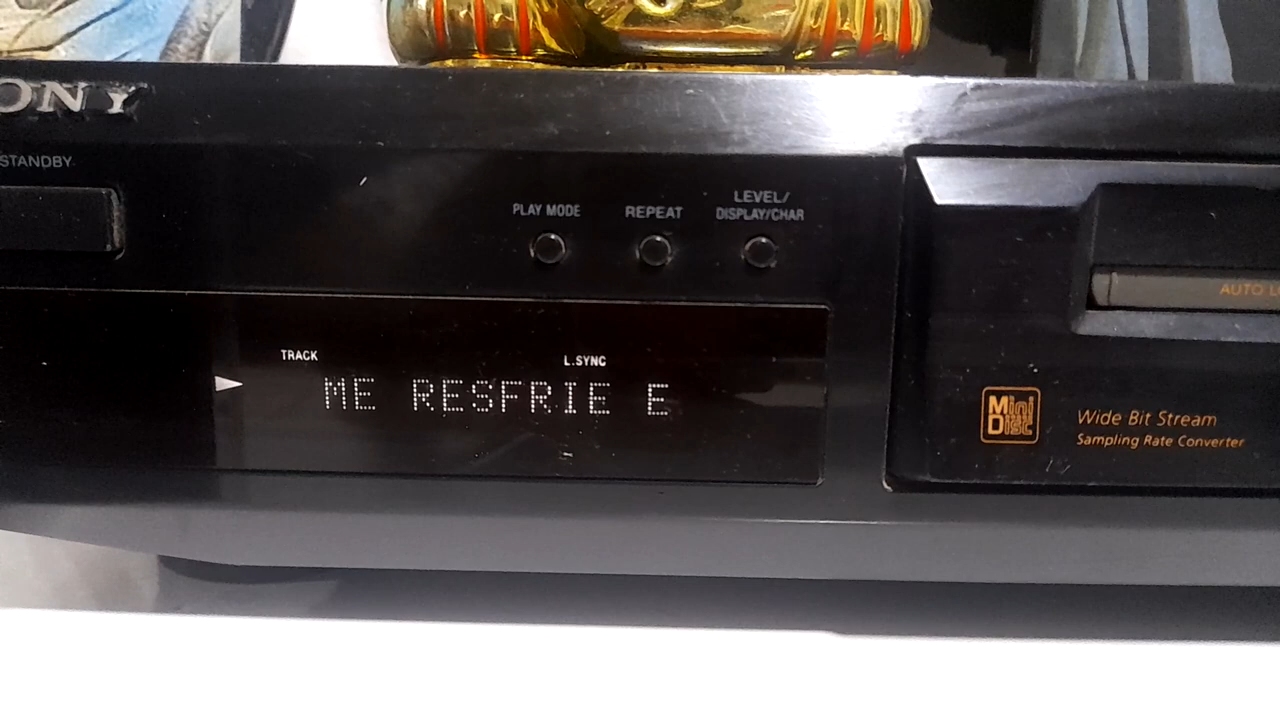 SONY
STANDBY
PLAY MODE
REPEAT
LEVEL/
DISPLAY/CHAR
AUTO
TRACK
L.SYNC
ME RESFRIE E
Mini
Disc
Wide Bit Stream
Sampling Rate Converter